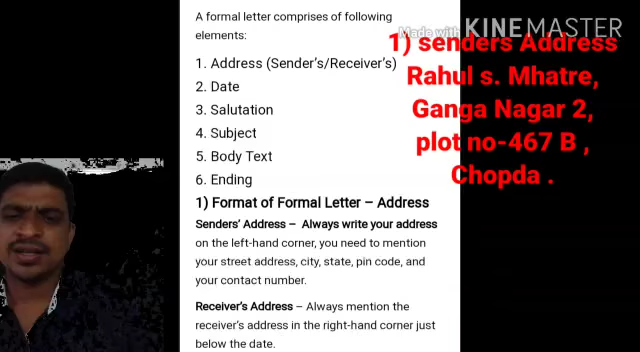 A formal letter comprises of following
elements:
1. Address (Sender's/Receiver's)
2. Date
3. Salutation
4. Subject
5. Body Text
6. Ending
1) Format of Formal Letter – Address
Senders' Address – Always write your address
on the left-hand corner, you need to mention
your street address, city, state, pin code, and
your contact number.
Receiver's Address – Always mention the
receiver's address in the right-hand corner just
below the date.
Made with KINEMASTER
1) senders Address
Rahul s. Mhatre,
Ganga Nagar 2,
plot no-467 B ,
Chopda .